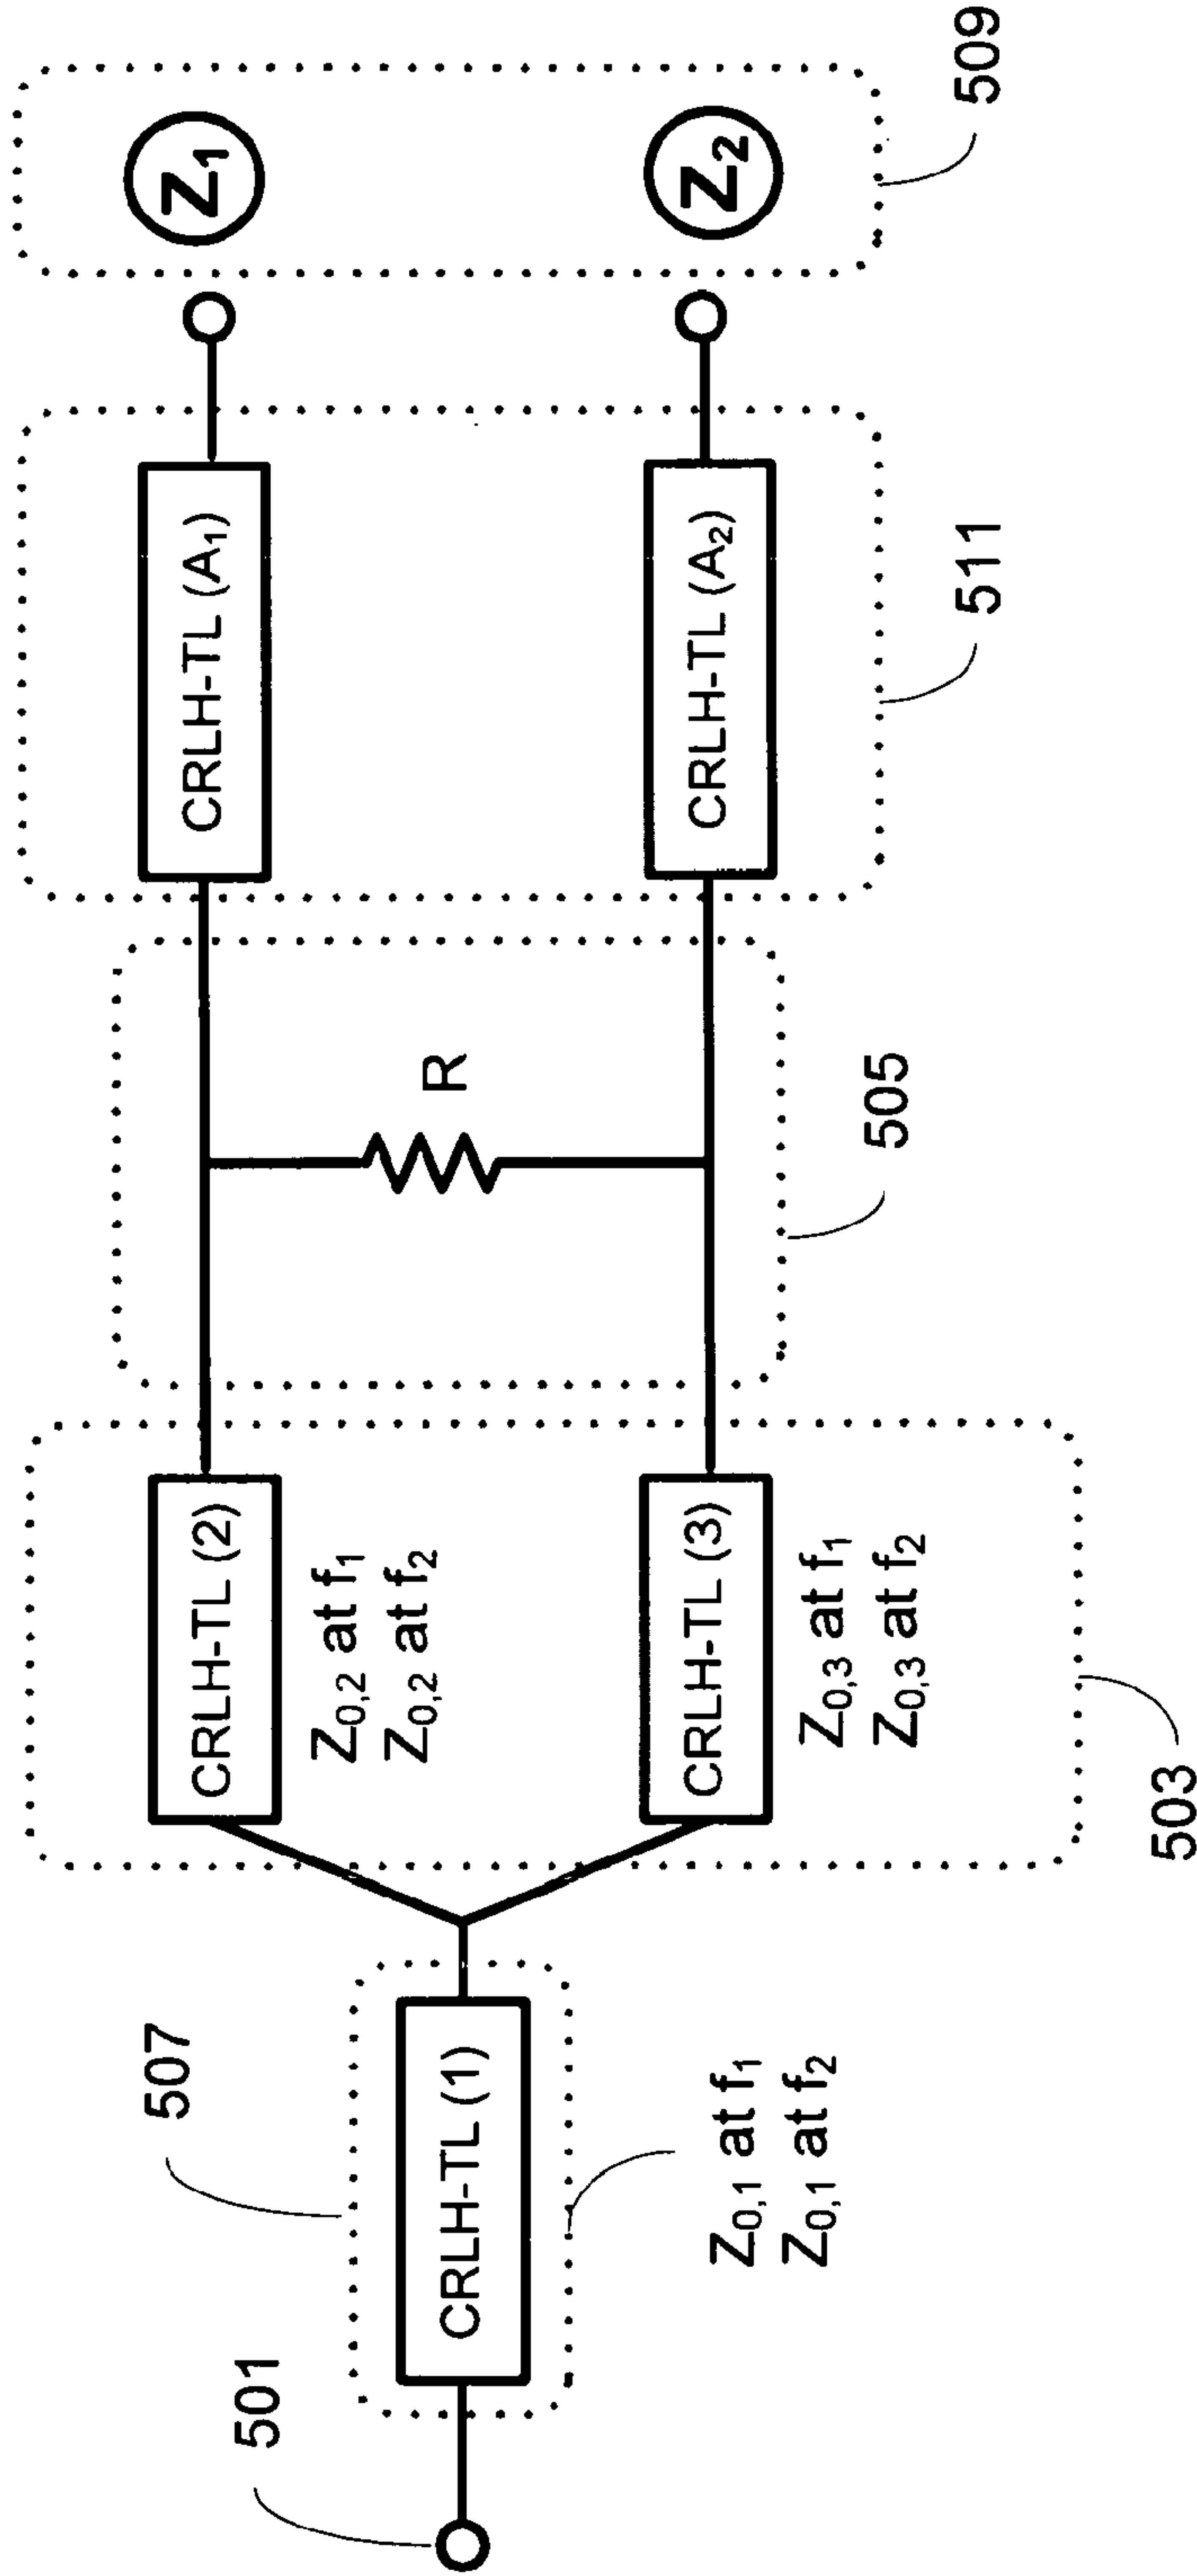 501
507
CRLH-TL (1)
Z0,1 at f1
Z0,1 at f2
CRLH-TL (2)
Z0,2 at f1
Z0,2 at f2
CRLH-TL (3)
Z0,3 at f1
Z0,3 at f2
503
R
505
CRLH-TL (A1)
CRLH-TL (A2)
511
Z1
Z2
509